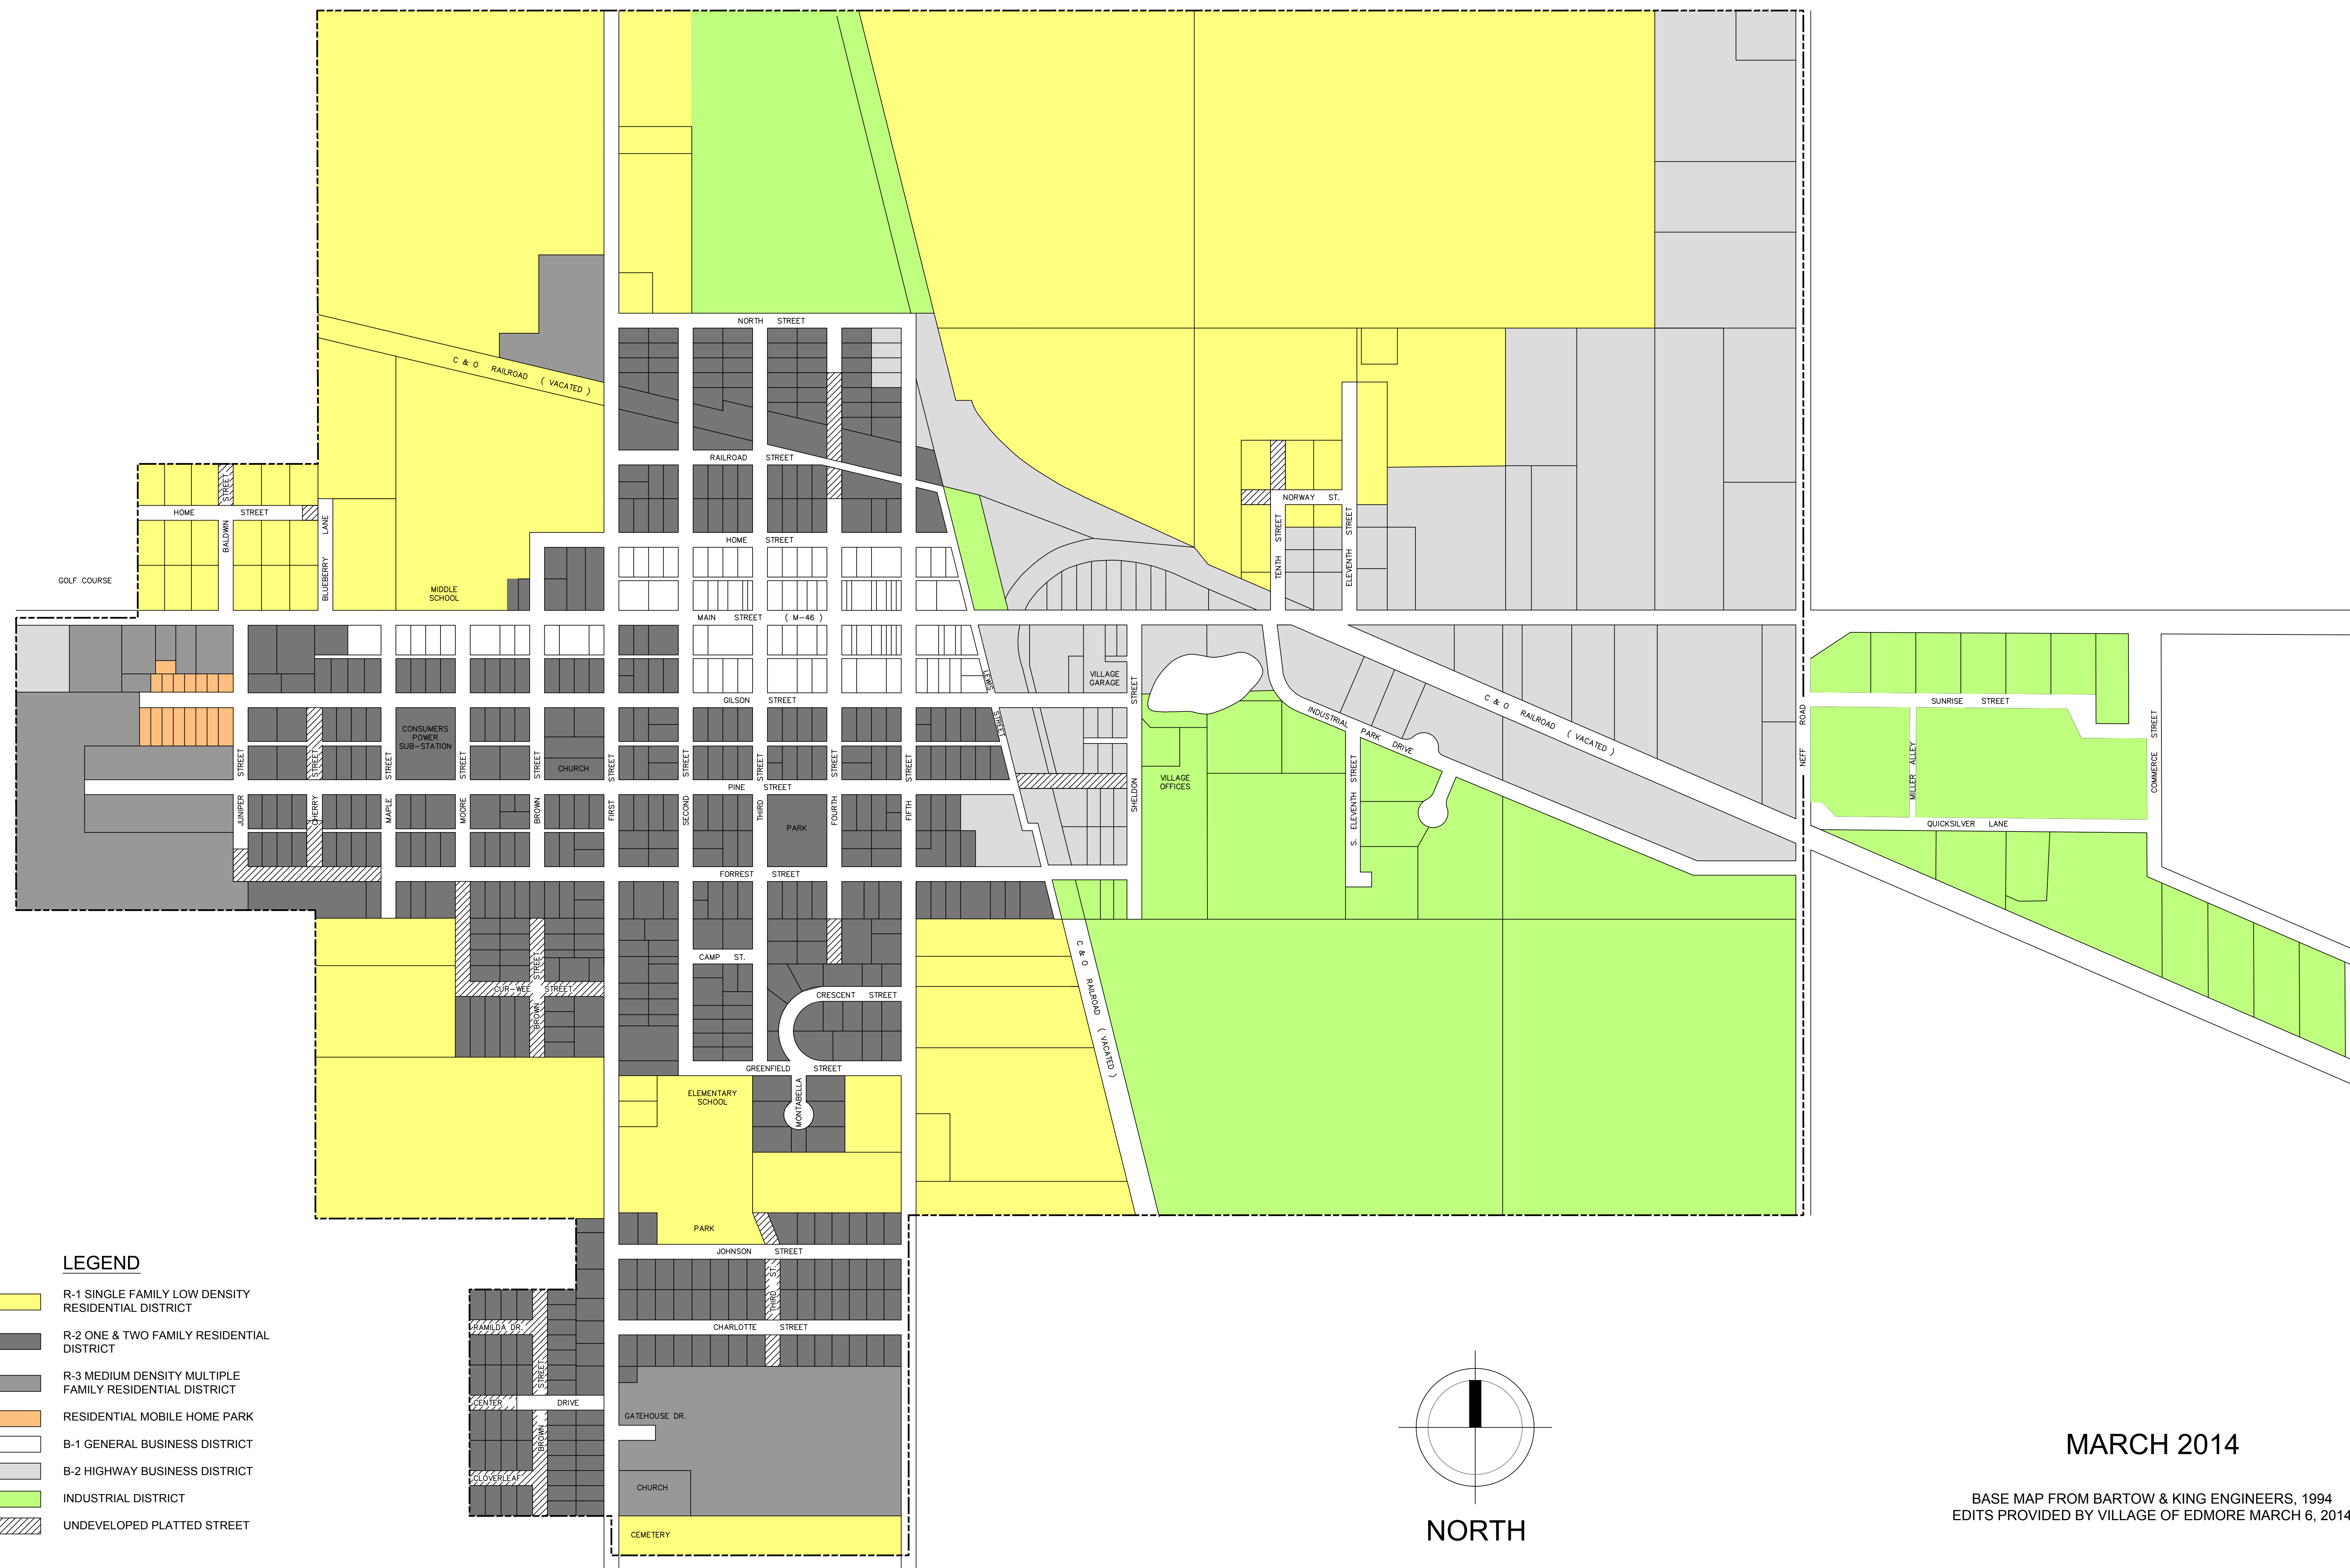 NORTH STREET
C & O RAILROAD ( VACATED )
RAILROAD STREET
STREET
HOME STREET
BALDWIN
BLUEBERRY LANE
NORWAY ST.
TENTH STREET
ELEVENTH STREET
HOME STREET
GOLF COURSE
MIDDLE
SCHOOL
MAIN STREET ( M-46 )
LEWIS STREET
VILLAGE
GARAGE
SHELDON STREET
GILSON STREET
INDUSTRIAL PARK DRIVE
C & O RAILROAD ( VACATED )
NEFF ROAD
SUNRISE STREET
COMMERCE STREET
MILLER ALLEY
QUICKSILVER LANE
CONSUMERS
POWER
SUB-STATION
CHURCH
JUNIPER STREET
CHERRY STREET
MAPLE STREET
MOORE STREET
BROWN STREET
FIRST STREET
SECOND STREET
THIRD STREET
FOURTH STREET
FIFTH STREET
PINE STREET
VILLAGE
OFFICES
S. ELEVENTH STREET
PARK
FORREST STREET
CAMP ST.
CUR-WEE STREET
BROWN STREET
CRESCENT STREET
C & O RAILROAD ( VACATED )
GREENFIELD STREET
MONTABELLA
ELEMENTARY
SCHOOL
PARK
JOHNSON STREET
THIRD ST.
CHARLOTTE STREET
RAMILDA DR.
CENTER DRIVE
BROWN STREET
CLOVERLEAF
GATEHOUSE DR.
CHURCH
CEMETERY
LEGEND
R-1 SINGLE FAMILY LOW DENSITY
RESIDENTIAL DISTRICT
R-2 ONE & TWO FAMILY RESIDENTIAL
DISTRICT
R-3 MEDIUM DENSITY MULTIPLE
FAMILY RESIDENTIAL DISTRICT
RESIDENTIAL MOBILE HOME PARK
B-1 GENERAL BUSINESS DISTRICT
B-2 HIGHWAY BUSINESS DISTRICT
INDUSTRIAL DISTRICT
UNDEVELOPED PLATTED STREET
NORTH
MARCH 2014
BASE MAP FROM BARTOW & KING ENGINEERS, 1994
EDITS PROVIDED BY VILLAGE OF EDMORE MARCH 6, 2014